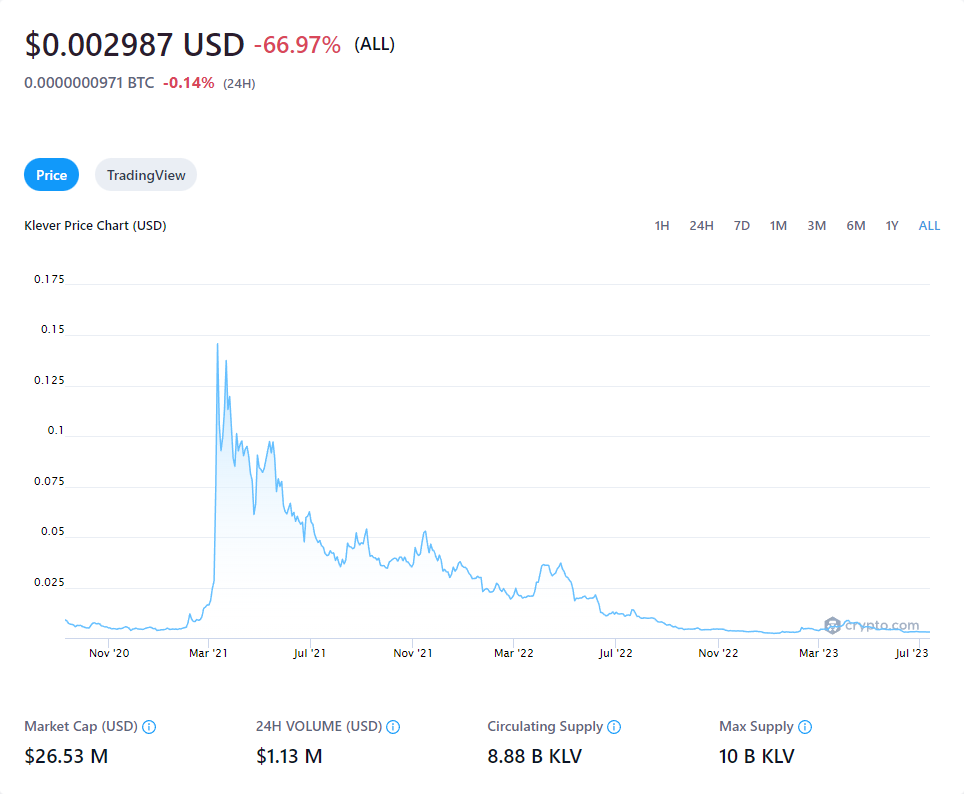 $0.002987 USD -66.97% (ALL)
0.0000000971 BTC -0.14% (24H)
Price TradingView
Klever Price Chart (USD) 1H 24H 7D 1M 3M 6M 1Y ALL
0.175
0.15
0.125
0.1
0.075
0.05
0.025
crypto.com
Nov '20 Mar '21 Jul '21 Nov '21 Mar '22 Jul '22 Nov '22 Mar '23 Jul '23
Market Cap (USD) 24H VOLUME (USD) Circulating Supply Max Supply
$26.53 M $1.13 M 8.88 B KLV 10 B KLV